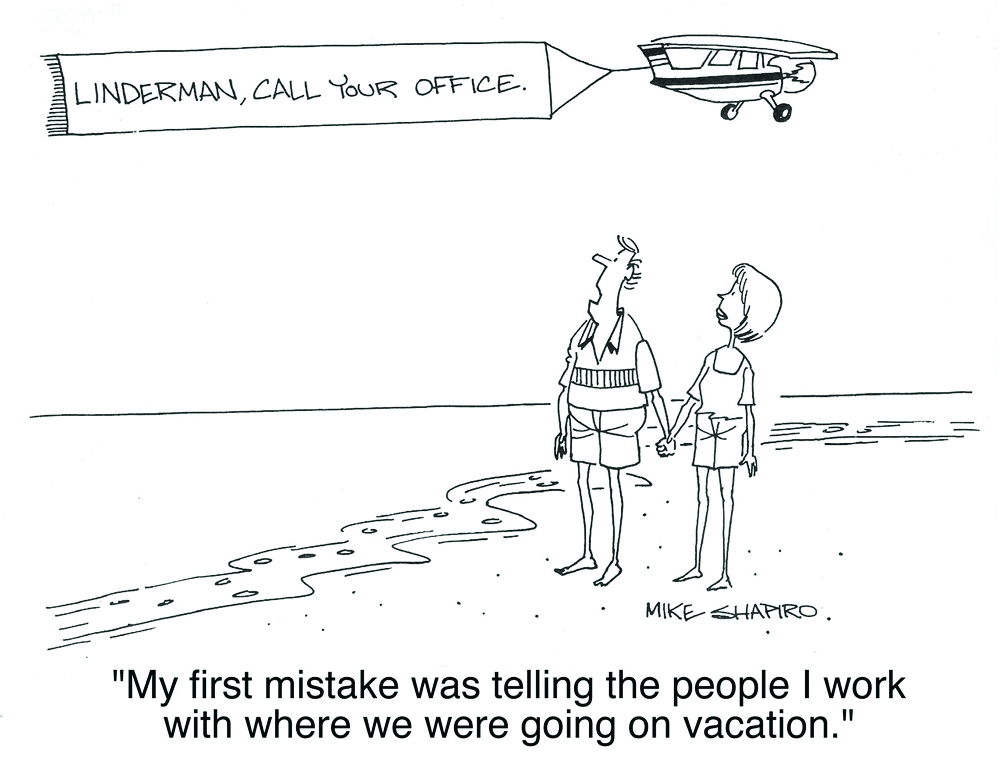 LINDERMAN, CALL YOUR OFFICE.
MIKE SHAPIRO.
"My first mistake was telling the people I work
with where we were going on vacation."